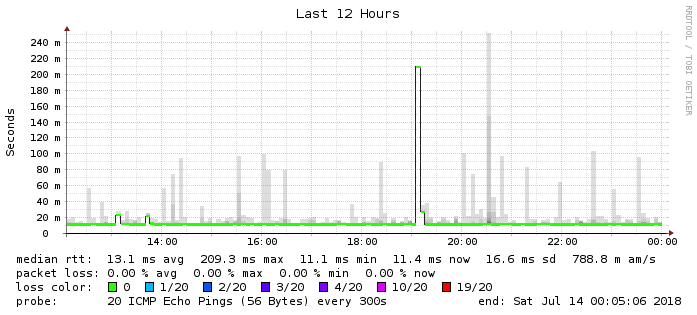 Last 12 Hours
RRDTOOL / TOBI OETIKER
Seconds
240 m
220 m
200 m
180 m
160 m
140 m
120 m
100 m
80 m
60 m
40 m
20 m
0
14:00 16:00 18:00 20:00 22:00 00:00
median rtt: 13.1 ms avg 209.3 ms max 11.1 ms min 11.4 ms now 16.6 ms sd 788.8 m am/s
packet loss: 0.00 % avg 0.00 % max 0.00 % min 0.00 % now
loss color: 0 1/20 2/20 3/20 4/20 10/20 19/20
probe: 20 ICMP Echo Pings (56 Bytes) every 300s end: Sat Jul 14 00:05:06 2018